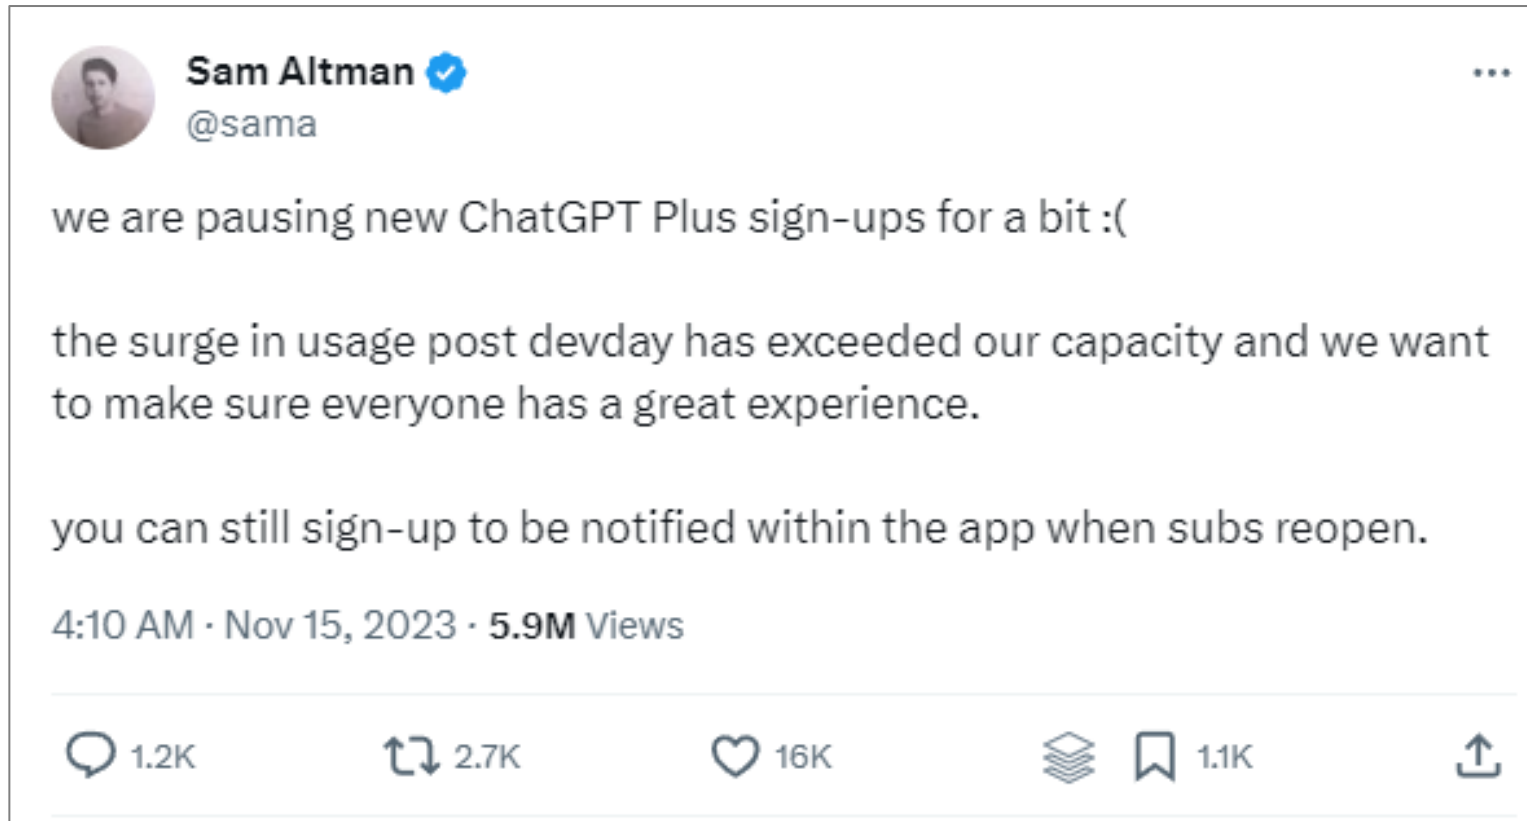 Sam Altman
@sama
we are pausing new ChatGPT Plus sign-ups for a bit :(
the surge in usage post devday has exceeded our capacity and we want
to make sure everyone has a great experience.
you can still sign-up to be notified within the app when subs reopen.
4:10 AM · Nov 15, 2023 · 5.9M Views
1.2K 2.7K 16K 1.1K